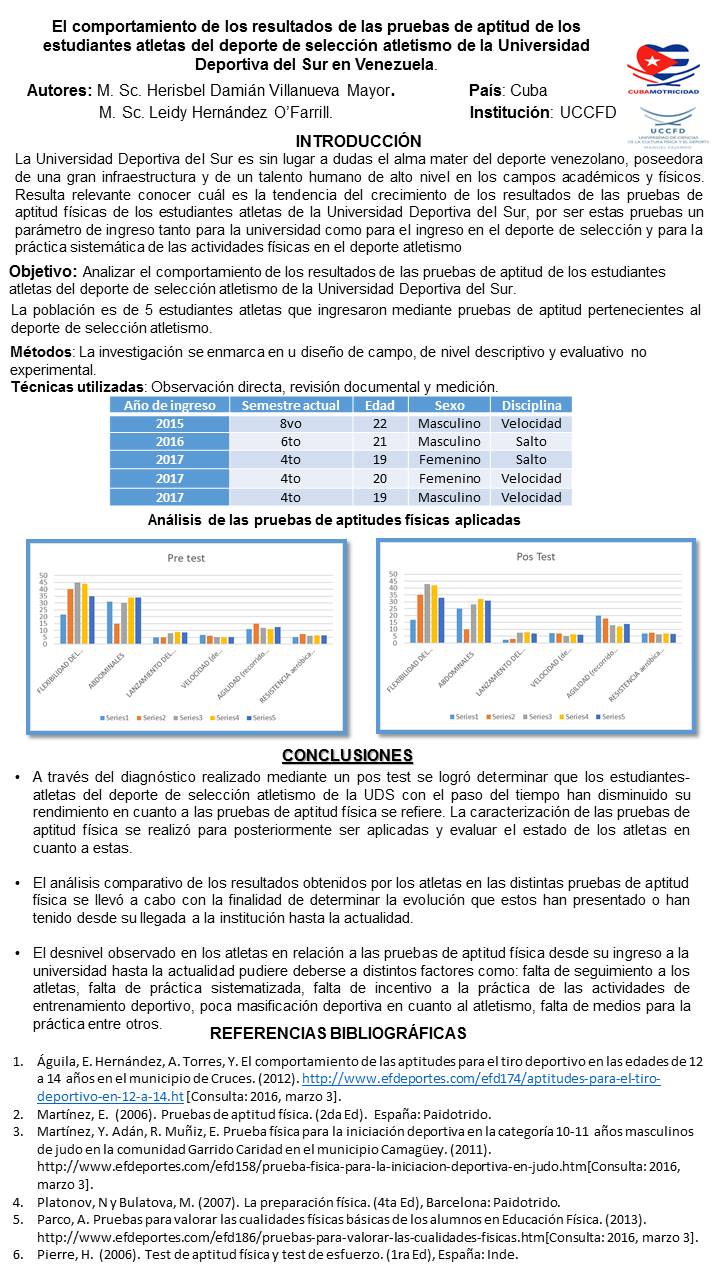 El comportamiento de los resultados de las pruebas de aptitud de los
estudiantes atletas del deporte de selección atletismo de la Universidad
Deportiva del Sur en Venezuela.
Autores: M. Sc. Herisbel Damián Villanueva Mayor.
País: Cuba
M. Sc. Leidy Hernández O’Farrill.
Institución: UCCFD
CUBAMOTRICIDAD
UCCFD
UNIVERSIDAD DE CIENCIAS
DE LA CULTURA FÍSICA Y EL DEPORTE
INTRODUCCIÓN
La Universidad Deportiva del Sur es sin lugar a dudas el alma mater del deporte venezolano, poseedora
de una gran infraestructura y de un talento humano de alto nivel en los campos académicos y físicos.
Resulta relevante conocer cuál es la tendencia del crecimiento de los resultados de las pruebas de
aptitud físicas de los estudiantes atletas de la Universidad Deportiva del Sur, por ser estas pruebas un
parámetro de ingreso tanto para la universidad como para el ingreso en el deporte de selección y para la
práctica sistemática de las actividades físicas en el deporte atletismo
Objetivo: Analizar el comportamiento de los resultados de las pruebas de aptitud de los estudiantes
atletas del deporte de selección atletismo de la Universidad Deportiva del Sur.
La población es de 5 estudiantes atletas que ingresaron mediante pruebas de aptitud pertenecientes al
deporte de selección atletismo.
Métodos: La investigación se enmarca en u diseño de campo, de nivel descriptivo y evaluativo no
experimental.
Técnicas utilizadas: Observación directa, revisión documental y medición.
Año de ingreso Semestre actual Edad Sexo Disciplina
2015 8vo 22 Masculino Velocidad
2016 6to 21 Masculino Salto
2017 4to 19 Femenino Salto
2017 4to 20 Femenino Velocidad
2017 4to 19 Masculino Velocidad
Análisis de las pruebas de aptitudes físicas aplicadas
Pre test
50
45
40
35
30
25
20
15
10
5
0
FLEXIBILIDAD DEL...
ABDOMINALES
LANZAMIENTO DEL...
VELOCIDAD (de...
AGILIDAD (recorrido...
RESISTENCIA aeróbica...
Series1 Series2 Series3 Series4 Series5
Pos Test
50
45
40
35
30
25
20
15
10
5
0
FLEXIBILIDAD DEL...
ABDOMINALES
LANZAMIENTO DEL...
VELOCIDAD (de...
AGILIDAD (recorrido...
RESISTENCIA aeróbica...
Series1 Series2 Series3 Series4 Series5
CONCLUSIONES
• A través del diagnóstico realizado mediante un pos test se logró determinar que los estudiantes-
atletas del deporte de selección atletismo de la UDS con el paso del tiempo han disminuido su
rendimiento en cuanto a las pruebas de aptitud física se refiere. La caracterización de las pruebas de
aptitud física se realizó para posteriormente ser aplicadas y evaluar el estado de los atletas en
cuanto a estas.
• El análisis comparativo de los resultados obtenidos por los atletas en las distintas pruebas de aptitud
física se llevó a cabo con la finalidad de determinar la evolución que estos han presentado o han
tenido desde su llegada a la institución hasta la actualidad.
• El desnivel observado en los atletas en relación a las pruebas de aptitud física desde su ingreso a la
universidad hasta la actualidad pudiere deberse a distintos factores como: falta de seguimiento a los
atletas, falta de práctica sistematizada, falta de incentivo a la práctica de las actividades de
entrenamiento deportivo, poca masificación deportiva en cuanto al atletismo, falta de medios para la
práctica entre otros.
REFERENCIAS BIBLIOGRÁFICAS
1. Águila, E. Hernández, A. Torres, Y. El comportamiento de las aptitudes para el tiro deportivo en las edades de 12
a 14 años en el municipio de Cruces. (2012). http://www.efdeportes.com/efd174/aptitudes-para-el-tiro-
deportivo-en-12-a-14.ht [Consulta: 2016, marzo 3].
2. Martínez, E. (2006). Pruebas de aptitud física. (2da Ed). España: Paidotrido.
3. Martínez, Y. Adán, R. Muñiz, E. Prueba física para la iniciación deportiva en la categoría 10-11 años masculinos
de judo en la comunidad Garrido Caridad en el municipio Camagüey. (2011).
http://www.efdeportes.com/efd158/prueba-fisica-para-la-iniciacion-deportiva-en-judo.htm[Consulta: 2016,
marzo 3].
4. Platonov, N y Bulatova, M. (2007). La preparación física. (4ta Ed), Barcelona: Paidotrido.
5. Parco, A. Pruebas para valorar las cualidades físicas básicas de los alumnos en Educación Física. (2013).
http://www.efdeportes.com/efd186/pruebas-para-valorar-las-cualidades-fisicas.htm[Consulta: 2016, marzo 3].
6. Pierre, H. (2006). Test de aptitud física y test de esfuerzo. (1ra Ed), España: Inde.